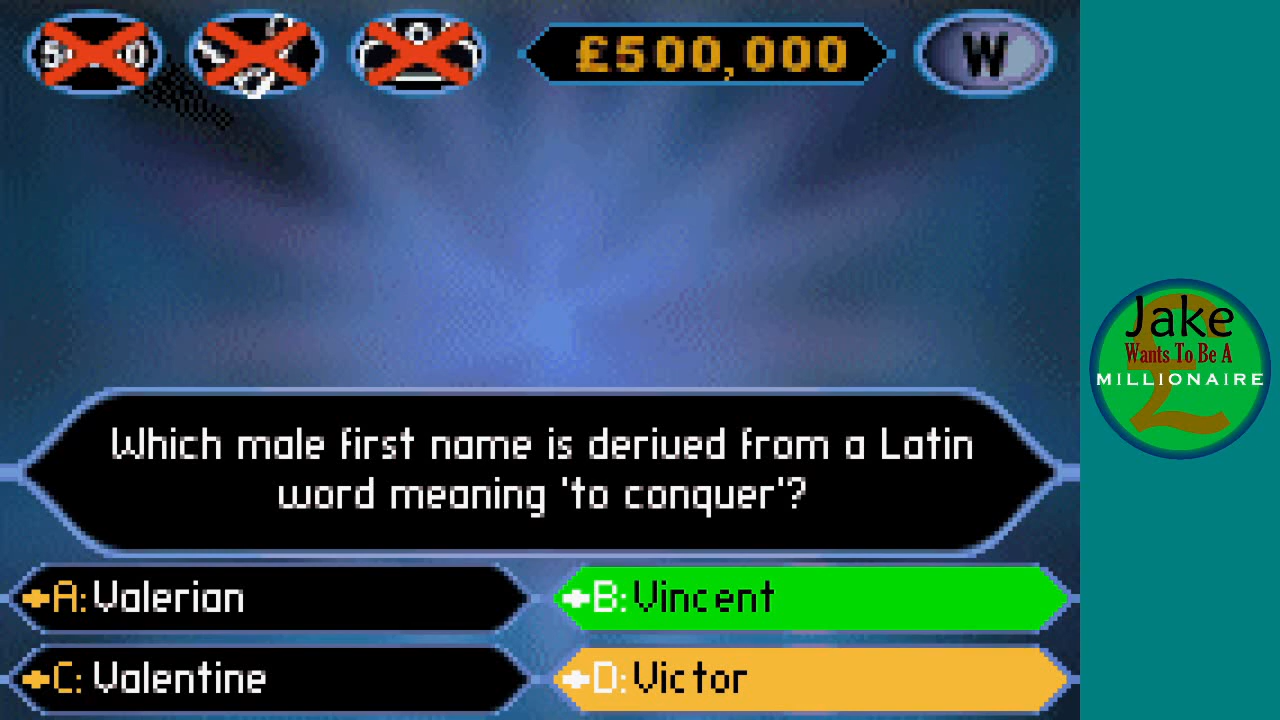 £500,000
W
Which male first name is derived from a Latin
word meaning 'to conquer'?
A: Valerian
B: Vincent
C: Valentine
D: Victor
Jake
Wants To Be A
MILLIONAIRE